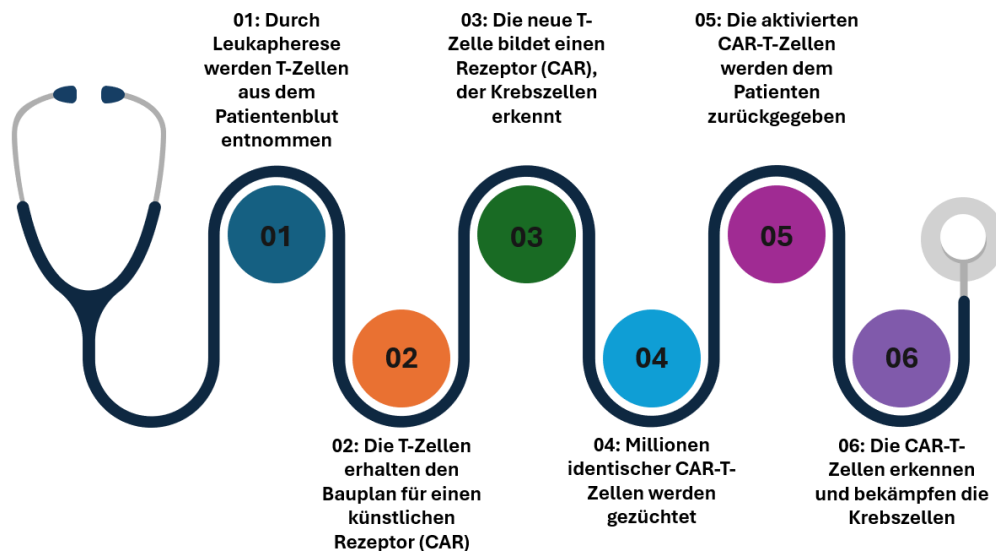 01: Durch
Leukapherese
werden T-Zellen
aus dem
Patientenblut
entnommen
03: Die neue T-
Zelle bildet einen
Rezeptor (CAR),
der Krebszellen
erkennt
05: Die aktivierten
CAR-T-Zellen
werden dem
Patienten
zurückgegeben
01
03
05
02
04
06
02: Die T-Zellen
erhalten den
Bauplan für einen
künstlichen
Rezeptor (CAR)
04: Millionen
identischer CAR-T-
Zellen werden
gezüchtet
06: Die CAR-T-
Zellen erkennen
und bekämpfen die
Krebszellen